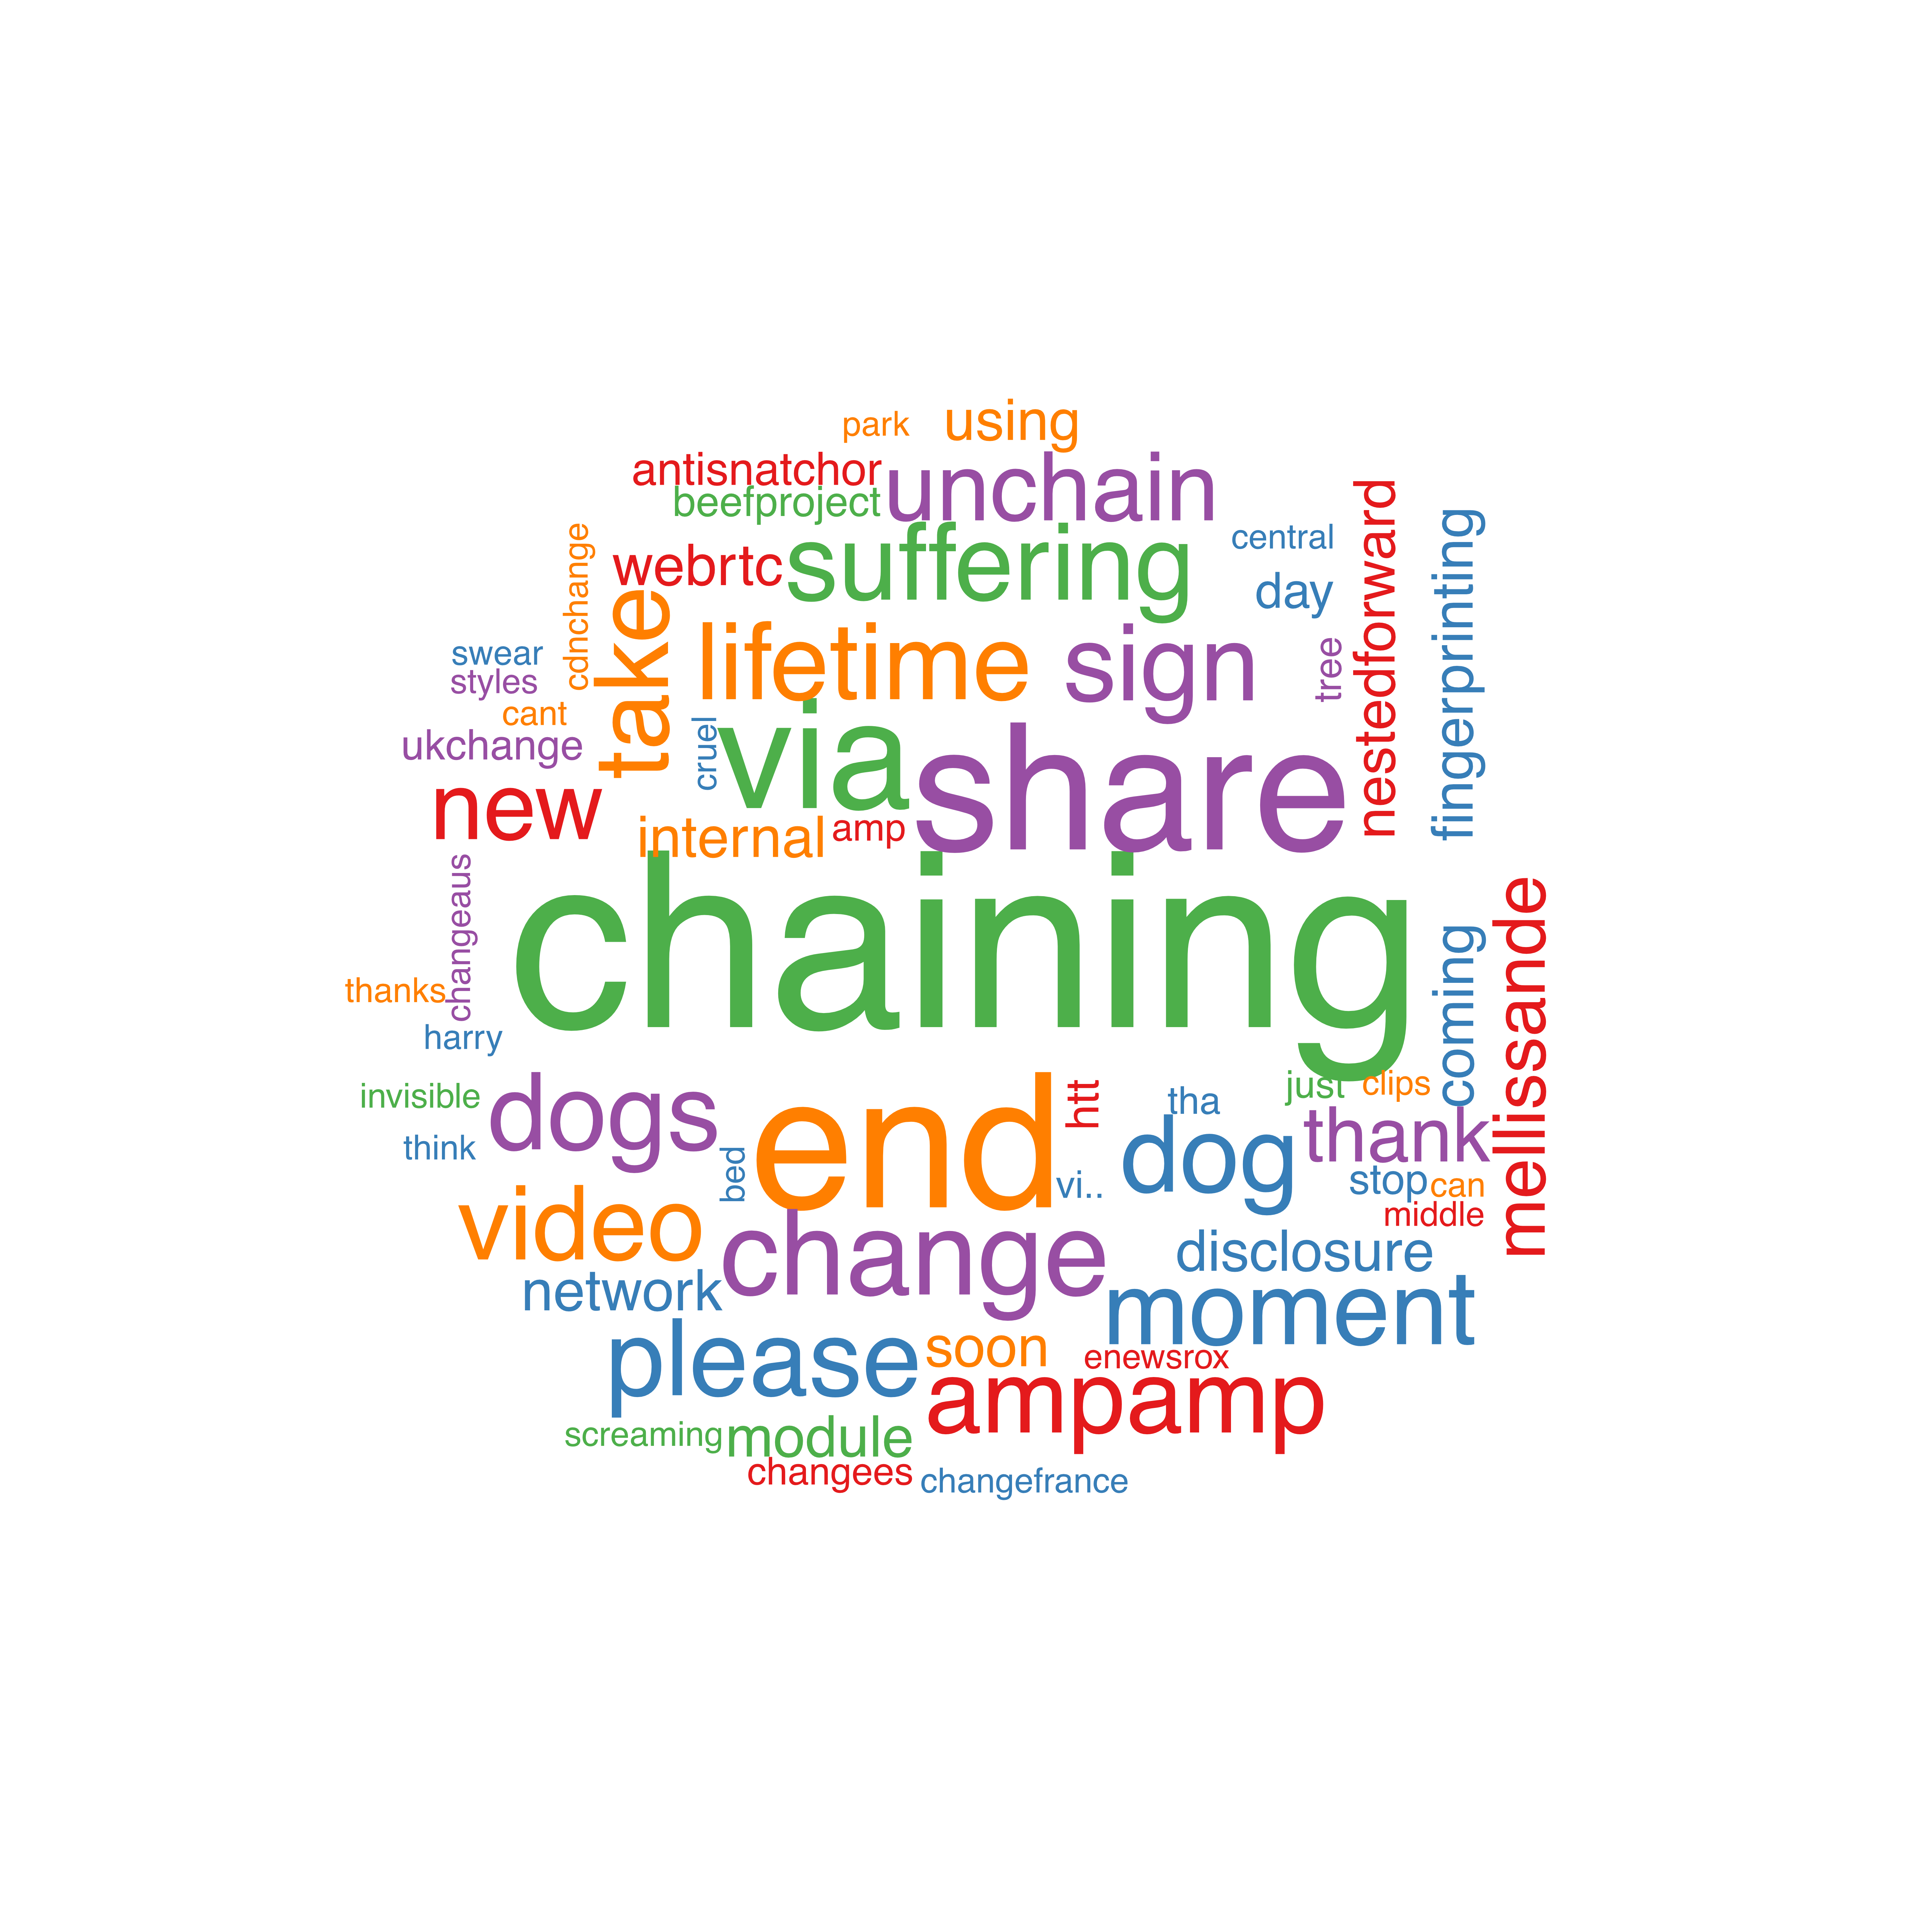 park
using
antisnatchor
unchain
beefproject
central
nestedforward
fingerprinting
cdnchange
webrtc
suffering
day
take
lifetime
sign
tree
swear
styles
cant
cruel
via
share
ukchange
new
internal
amp
chaining
changeaus
thanks
harry
coming
mellissande
invisible
dogs
end
htt
tha
just
clips
dog
thank
think
bed
vi..
stop
can
middle
video
change
disclosure
network
moment
please
soon
enewsrox
ampamp
screaming
module
changees
changefrance